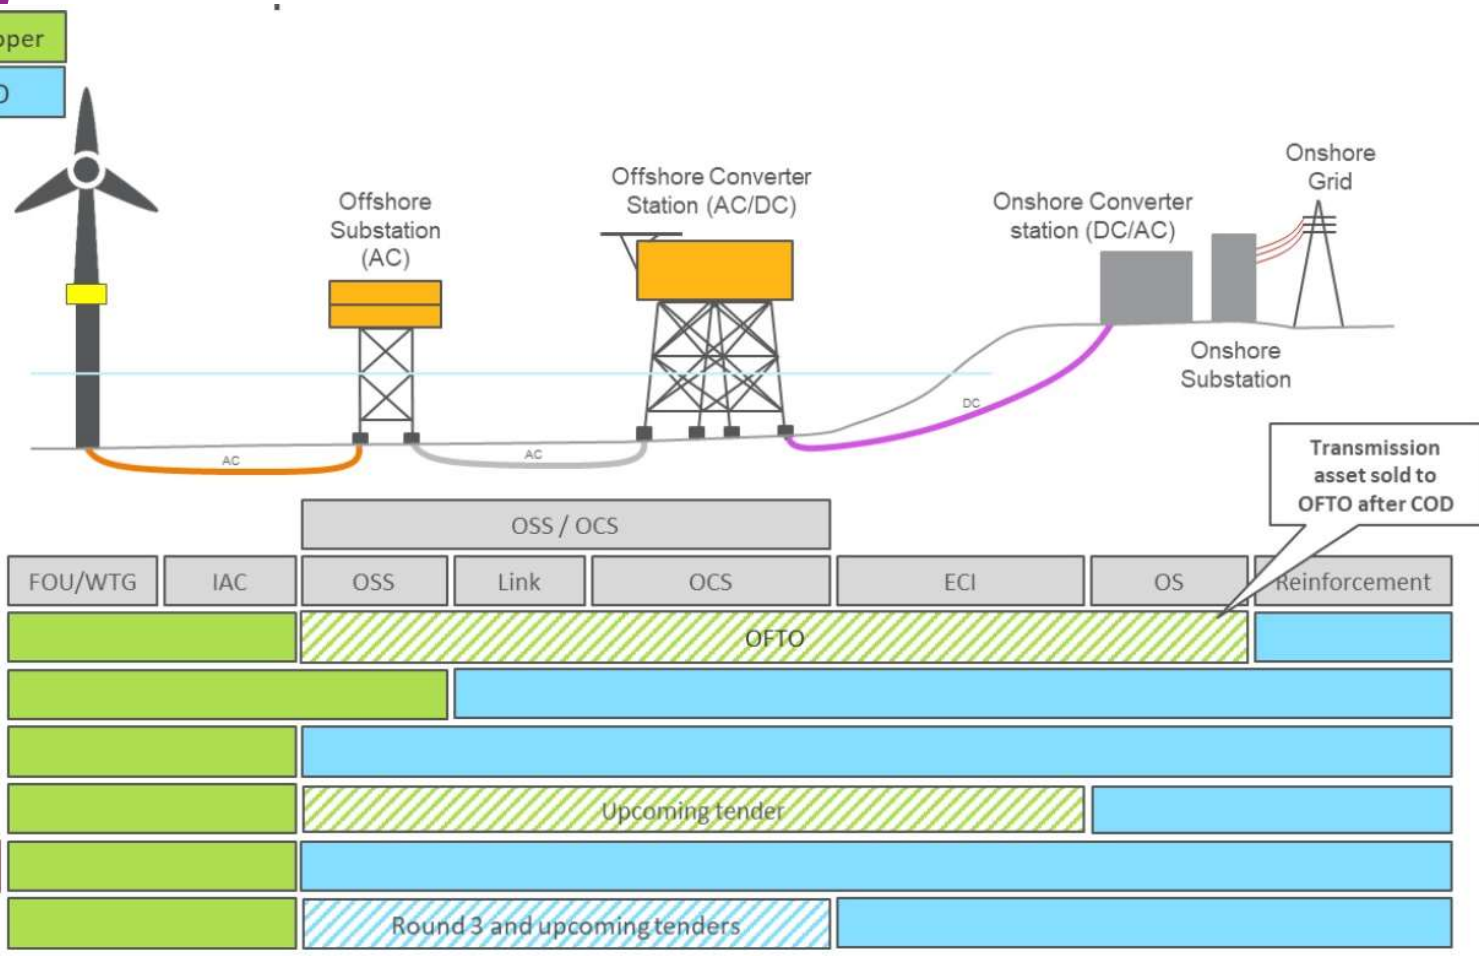 Offshore
Substation
(AC)
Offshore Converter
Station (AC/DC)
Onshore Converter
station (DC/AC)
Onshore
Grid
Onshore
Substation
AC
AC
DC
Transmission
asset sold to
OFTO after COD
OSS / OCS
FOU/WTG
IAC
OSS
Link
OCS
ECI
OS
Reinforcement
OFTO
Upcoming tender
Round 3 and upcoming tenders